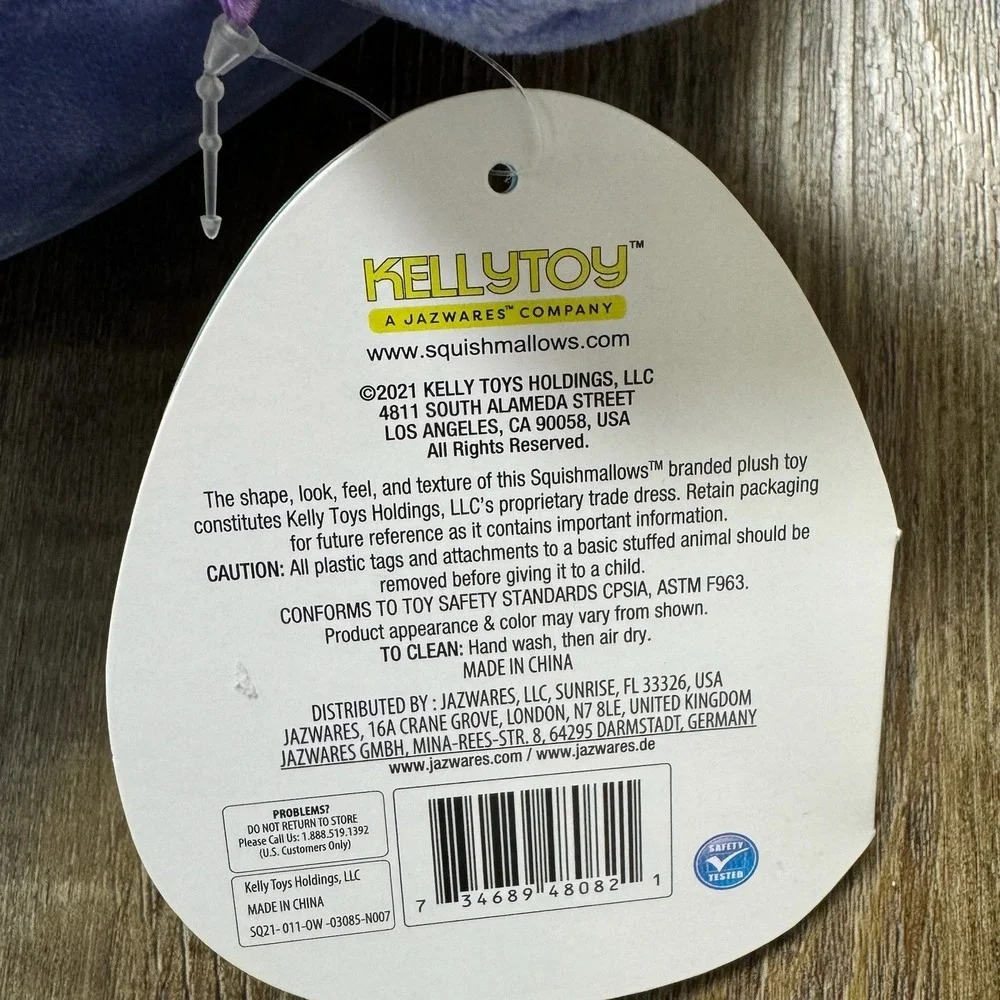 KELLYTOY™
A JAZWARES™ COMPANY
www.squishmallows.com
©2021 KELLY TOYS HOLDINGS, LLC
4811 SOUTH ALAMEDA STREET
LOS ANGELES, CA 90058, USA
All Rights Reserved.
The shape, look, feel, and texture of this Squishmallows™ branded plush toy
constitutes Kelly Toys Holdings, LLC's proprietary trade dress. Retain packaging
for future reference as it contains important information.
CAUTION: All plastic tags and attachments to a basic stuffed animal should be
removed before giving it to a child.
CONFORMS TO TOY SAFETY STANDARDS CPSIA, ASTM F963.
Product appearance & color may vary from shown.
TO CLEAN: Hand wash, then air dry.
MADE IN CHINA
DISTRIBUTED BY : JAZWARES, LLC, SUNRISE, FL 33326, USA
JAZWARES, 16A CRANE GROVE, LONDON, N7 8LE, UNITED KINGDOM
JAZWARES GMBH, MINA-REES-STR. 8, 64295 DARMSTADT, GERMANY
www.jazwares.com / www.jazwares.de
PROBLEMS?
DO NOT RETURN TO STORE
Please Call Us: 1.888.519.1392
(U.S. Customers Only)
Kelly Toys Holdings, LLC
MADE IN CHINA
SQ21- 011-OW -03085-N007
7 34689 48082 1
SAFETY
TESTED